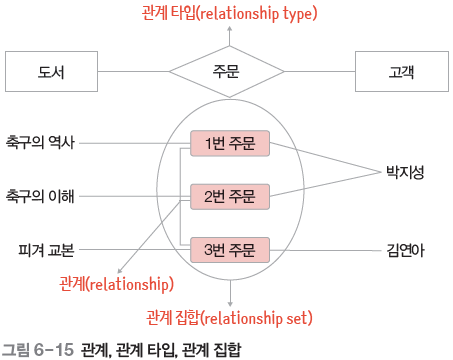 관계 타입(relationship type)
도서
주문
고객
축구의 역사
1번 주문
박지성
축구의 이해
2번 주문
피겨 교본
3번 주문
김연아
관계(relationship)
관계 집합(relationship set)
그림 6-15 관계, 관계 타입, 관계 집합